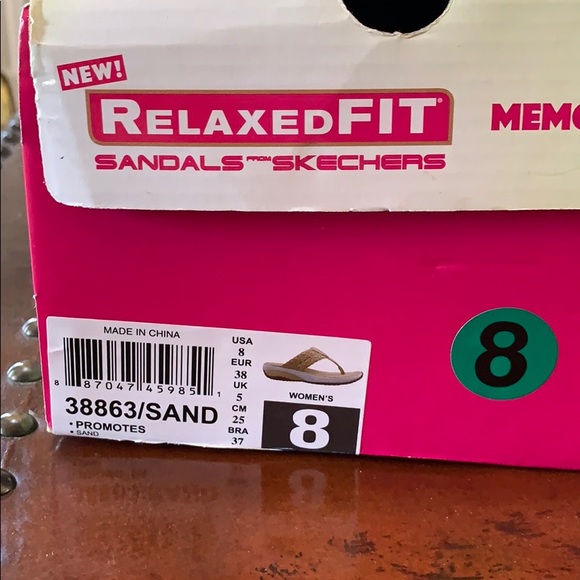 NEW!
RELAXEDFIT®
SANDALS FROM SKECHERS
MEMO
8
MADE IN CHINA
8 87047 45985 1
38863/SAND
• PROMOTES
• SAND
USA
8
EUR
38
UK
5
CM
25
BRA
37
WOMEN'S
8